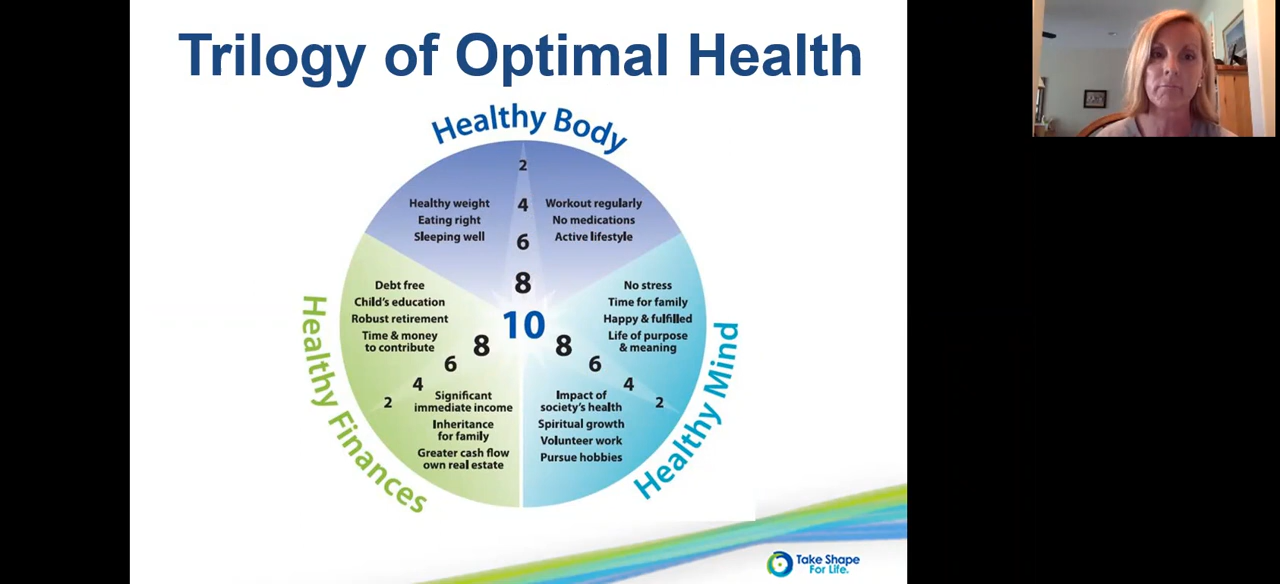 Trilogy of Optimal Health
Healthy Body
2
4
6
8
10
Healthy weight
Eating right
Sleeping well
Workout regularly
No medications
Active lifestyle
Healthy Finances
Debt free
Child's education
Robust retirement
Time & money
to contribute
8
6
4
2
Significant
immediate income
Inheritance
for family
Greater cash flow
own real estate
Healthy Mind
No stress
Time for family
Happy & fulfilled
Life of purpose
& meaning
8
6
4
2
Impact of
society's health
Spiritual growth
Volunteer work
Pursue hobbies
Take Shape
For Life.